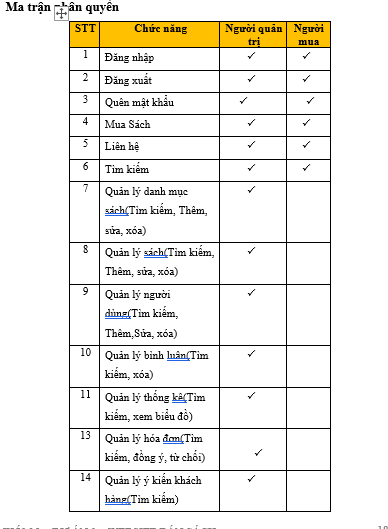 Ma trận phân quyền
STT Chức năng Người quản trị Người mua
1 Đăng nhập ✓ ✓
2 Đăng xuất ✓ ✓
3 Quên mật khẩu ✓ ✓
4 Mua Sách ✓ ✓
5 Liên hệ ✓ ✓
6 Tìm kiếm ✓ ✓
7 Quản lý danh mục ✓
sách(Tìm kiếm, Thêm,
sửa, xóa)
8 Quản lý sách(Tìm kiếm, ✓
Thêm, sửa, xóa)
9 Quản lý người ✓
dùng(Tìm kiếm,
Thêm,Sửa, xóa)
10 Quản lý bình luận(Tìm ✓
kiếm, xóa)
11 Quản lý thống kê(Tìm ✓
kiếm, xem biểu đồ)
13 Quản lý hóa đơn(Tìm
kiếm, đồng ý, từ chối) ✓
14 Quản lý ý kiến khách ✓
hàng(Tìm kiếm)